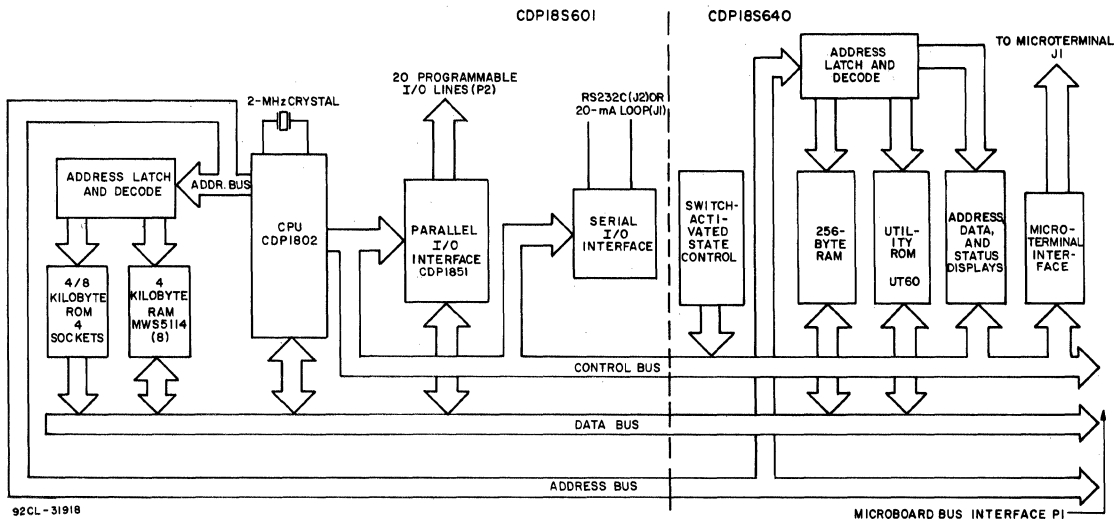 CDP18S601
CDP18S640
2-MHz CRYSTAL
20 PROGRAMMABLE
I/O LINES (P2)
RS232C(J2)OR
20-mA LOOP(J1)
ADDRESS
LATCH AND
DECODE
TO MICROTERMINAL
J1
ADDRESS LATCH
AND DECODE
ADDR. BUS
CPU
CDP1802
PARALLEL
I/O
INTERFACE
CDP1851
SERIAL
I/O
INTERFACE
SWITCH-
ACTI-
VATED
STATE
CONTROL
256-
BYTE
RAM
UTIL-
ITY
ROM
UT60
ADDRESS
DATA,
AND
STATUS
DISPLAYS
MICRO-
TERMINAL
INTER-
FACE
4/8
KILOBYTE
ROM
4
SOCKETS
4
KILOBYTE
RAM
MWS5114
(8)
CONTROL BUS
DATA BUS
ADDRESS BUS
92CL-31918
MICROBOARD BUS INTERFACE P1